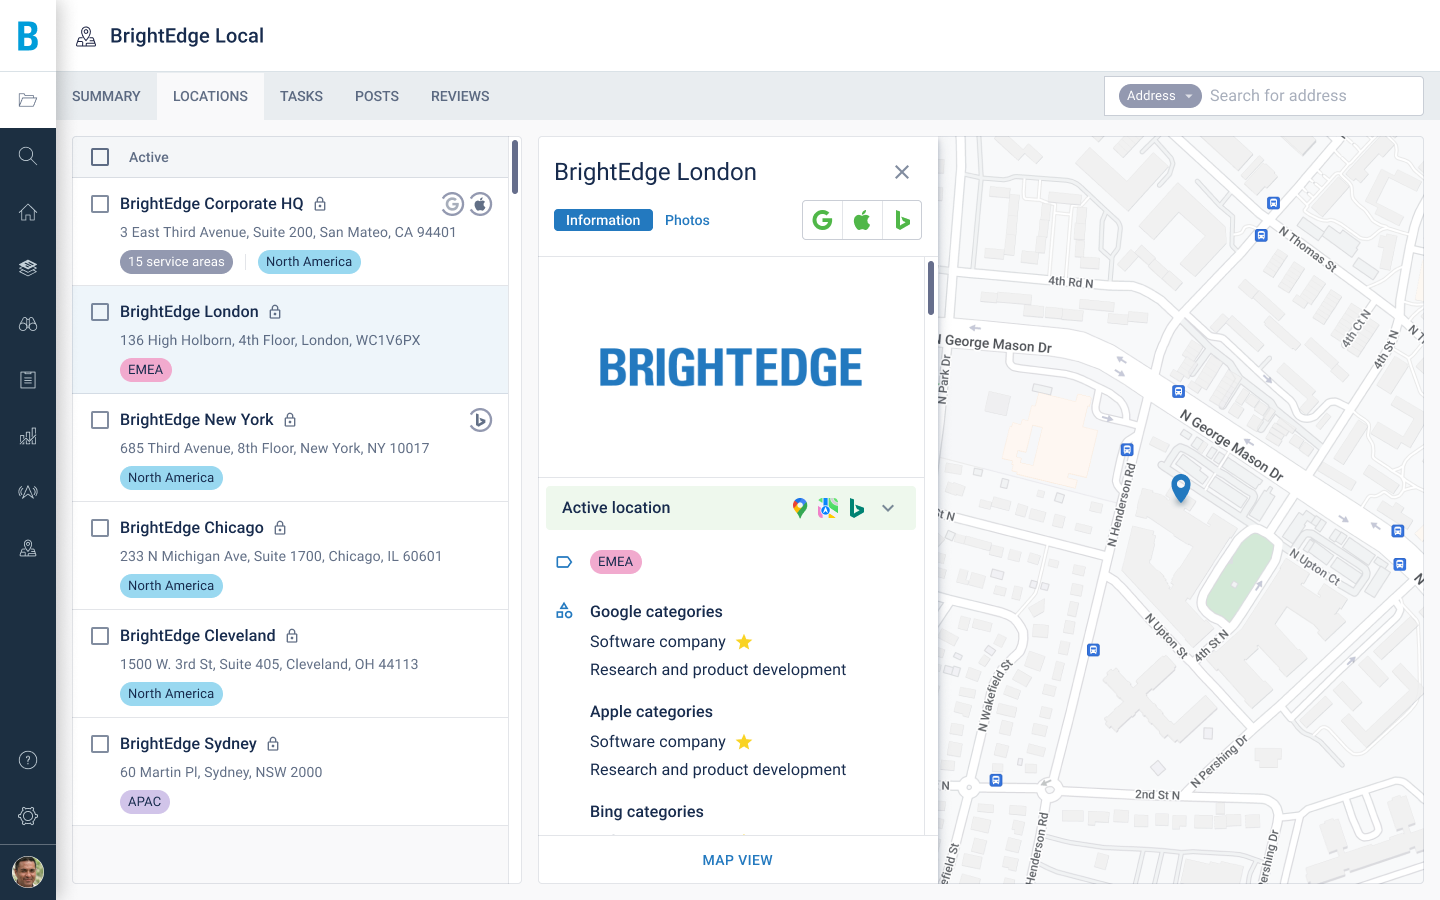 B
BrightEdge Local
SUMMARY
LOCATIONS
TASKS
POSTS
REVIEWS
Address
Search for address
Active
BrightEdge Corporate HQ
3 East Third Avenue, Suite 200, San Mateo, CA 94401
15 service areas
North America
BrightEdge London
136 High Holborn, 4th Floor, London, WC1V6PX
EMEA
BrightEdge New York
685 Third Avenue, 8th Floor, New York, NY 10017
North America
BrightEdge Chicago
233 N Michigan Ave, Suite 1700, Chicago, IL 60601
North America
BrightEdge Cleveland
1500 W. 3rd St, Suite 405, Cleveland, OH 44113
North America
BrightEdge Sydney
60 Martin Pl, Sydney, NSW 2000
APAC
BrightEdge London
Information
Photos
BRIGHTEDGE
Active location
EMEA
Google categories
Software company
Research and product development
Apple categories
Software company
Research and product development
Bing categories
MAP VIEW
N Thomas St
4th Rd N
4th Ct N
4th St N
N George Mason Dr
N Park Dr
N George Mason Dr
N Henderson Rd
St N
N Upton Ct
N Upton St
4th St N
N Wakefield St
N Pershing Dr
2nd St N
N
Henderson Rd
efield St
Pershing Dr